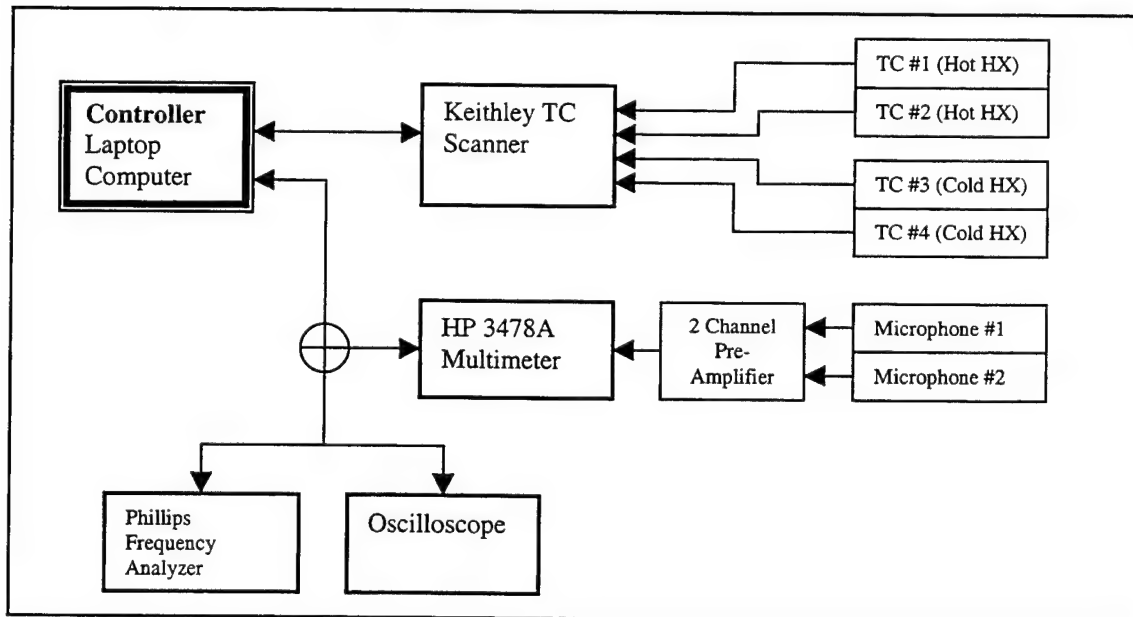 Controller
Laptop
Computer
Keithley TC
Scanner
TC #1 (Hot HX)
TC #2 (Hot HX)
TC #3 (Cold HX)
TC #4 (Cold HX)
HP 3478A
Multimeter
2 Channel
Pre-
Amplifier
Microphone #1
Microphone #2
Phillips
Frequency
Analyzer
Oscilloscope